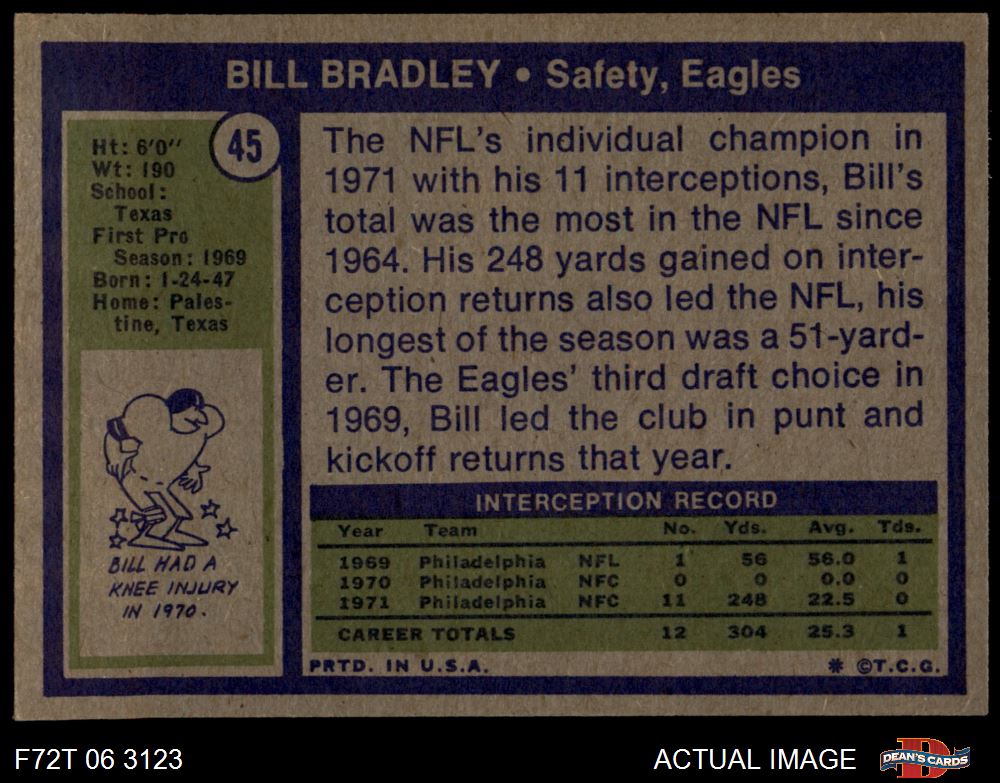 BILL BRADLEY • Safety, Eagles
45
Ht: 6'0''
Wt: 190
School:
Texas
First Pro
Season: 1969
Born: 1-24-47
Home: Pales-
tine, Texas
BILL HAD A
KNEE INJURY
IN 1970.
The NFL's individual champion in
1971 with his 11 interceptions, Bill's
total was the most in the NFL since
1964. His 248 yards gained on inter-
ception returns also led the NFL, his
longest of the season was a 51-yard-
er. The Eagles' third draft choice in
1969, Bill led the club in punt and
kickoff returns that year.
INTERCEPTION RECORD
Year Team No. Yds. Avg. Tds.
1969 Philadelphia NFL 1 56 56.0 1
1970 Philadelphia NFC 0 0 0.0 0
1971 Philadelphia NFC 11 248 22.5 0
CAREER TOTALS 12 304 25.3 1
PRTD. IN U.S.A. * ©T.C.G.
F72T 06 3123 ACTUAL IMAGE DEAN'S CARDS